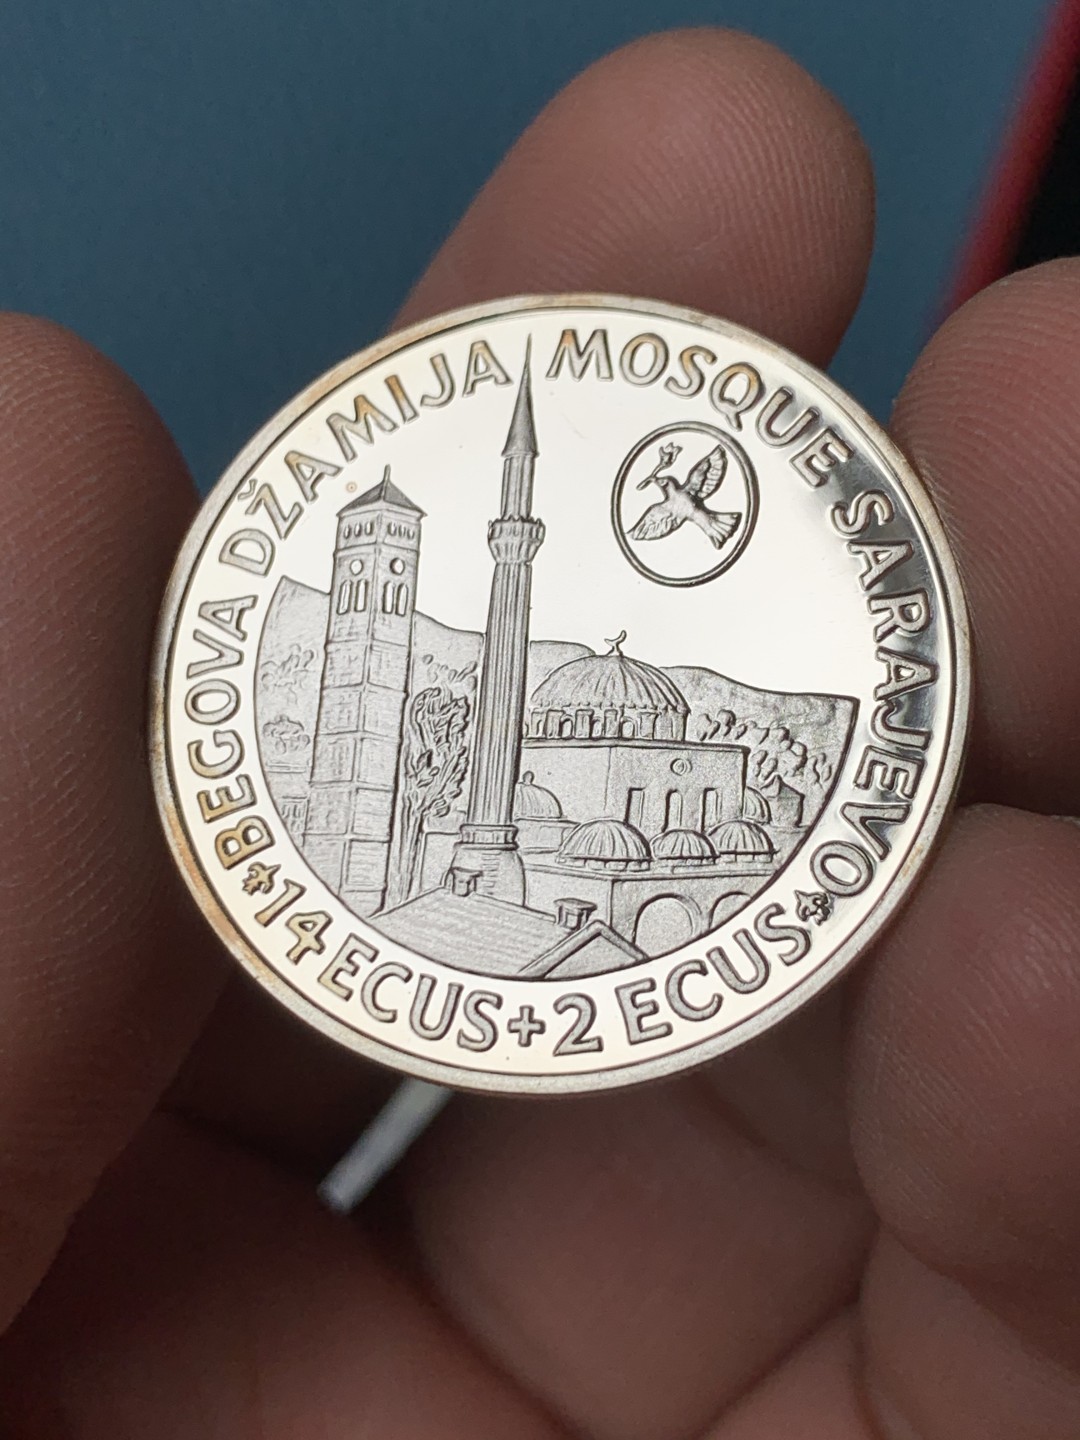 BEGOVA DŽAMIJA MOSQUE SARAJEVO
14 ECUS + 2 ECUS